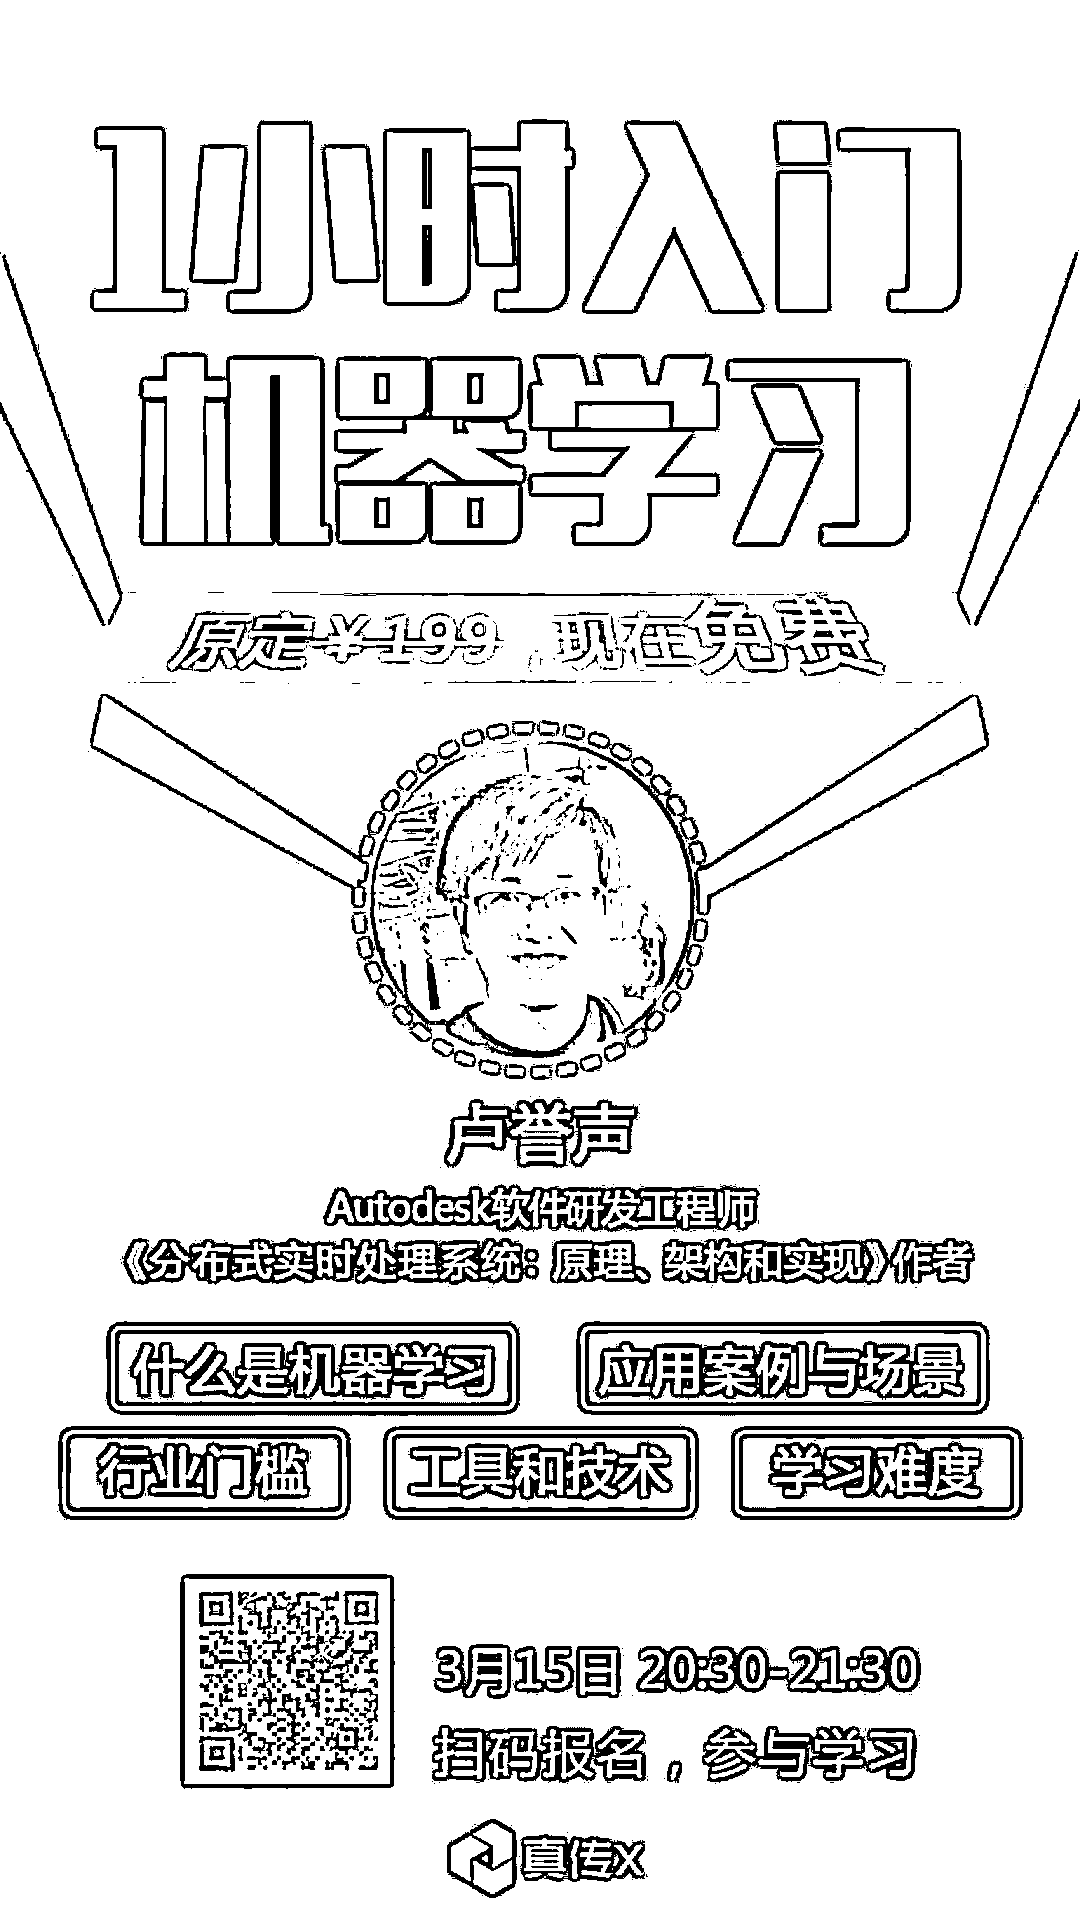 1小时入门
机器学习
原定￥199，现在免费
卢誉声
Autodesk软件研发工程师
《分布式实时处理系统：原理、架构和实现》作者
什么是机器学习
应用案例与场景
行业门槛
工具和技术
学习难度
3月15日 20:30-21:30
扫码报名，参与学习
真传X